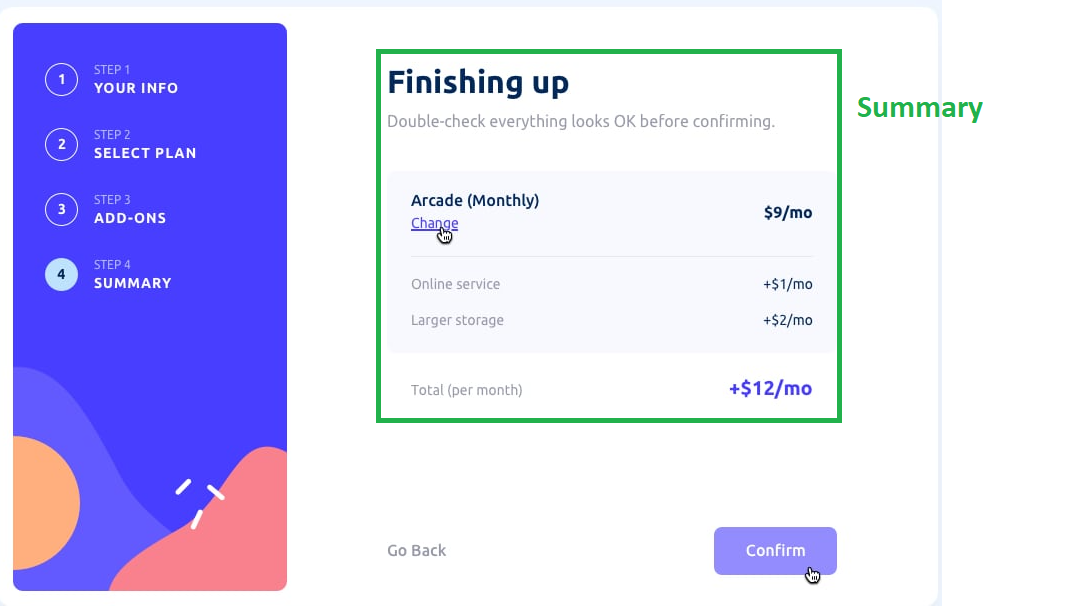 1
STEP 1
YOUR INFO
2
STEP 2
SELECT PLAN
3
STEP 3
ADD-ONS
4
STEP 4
SUMMARY
Finishing up
Double-check everything looks OK before confirming.
Summary
Arcade (Monthly)
Change
$9/mo
Online service +$1/mo
Larger storage +$2/mo
Total (per month) +$12/mo
Go Back Confirm